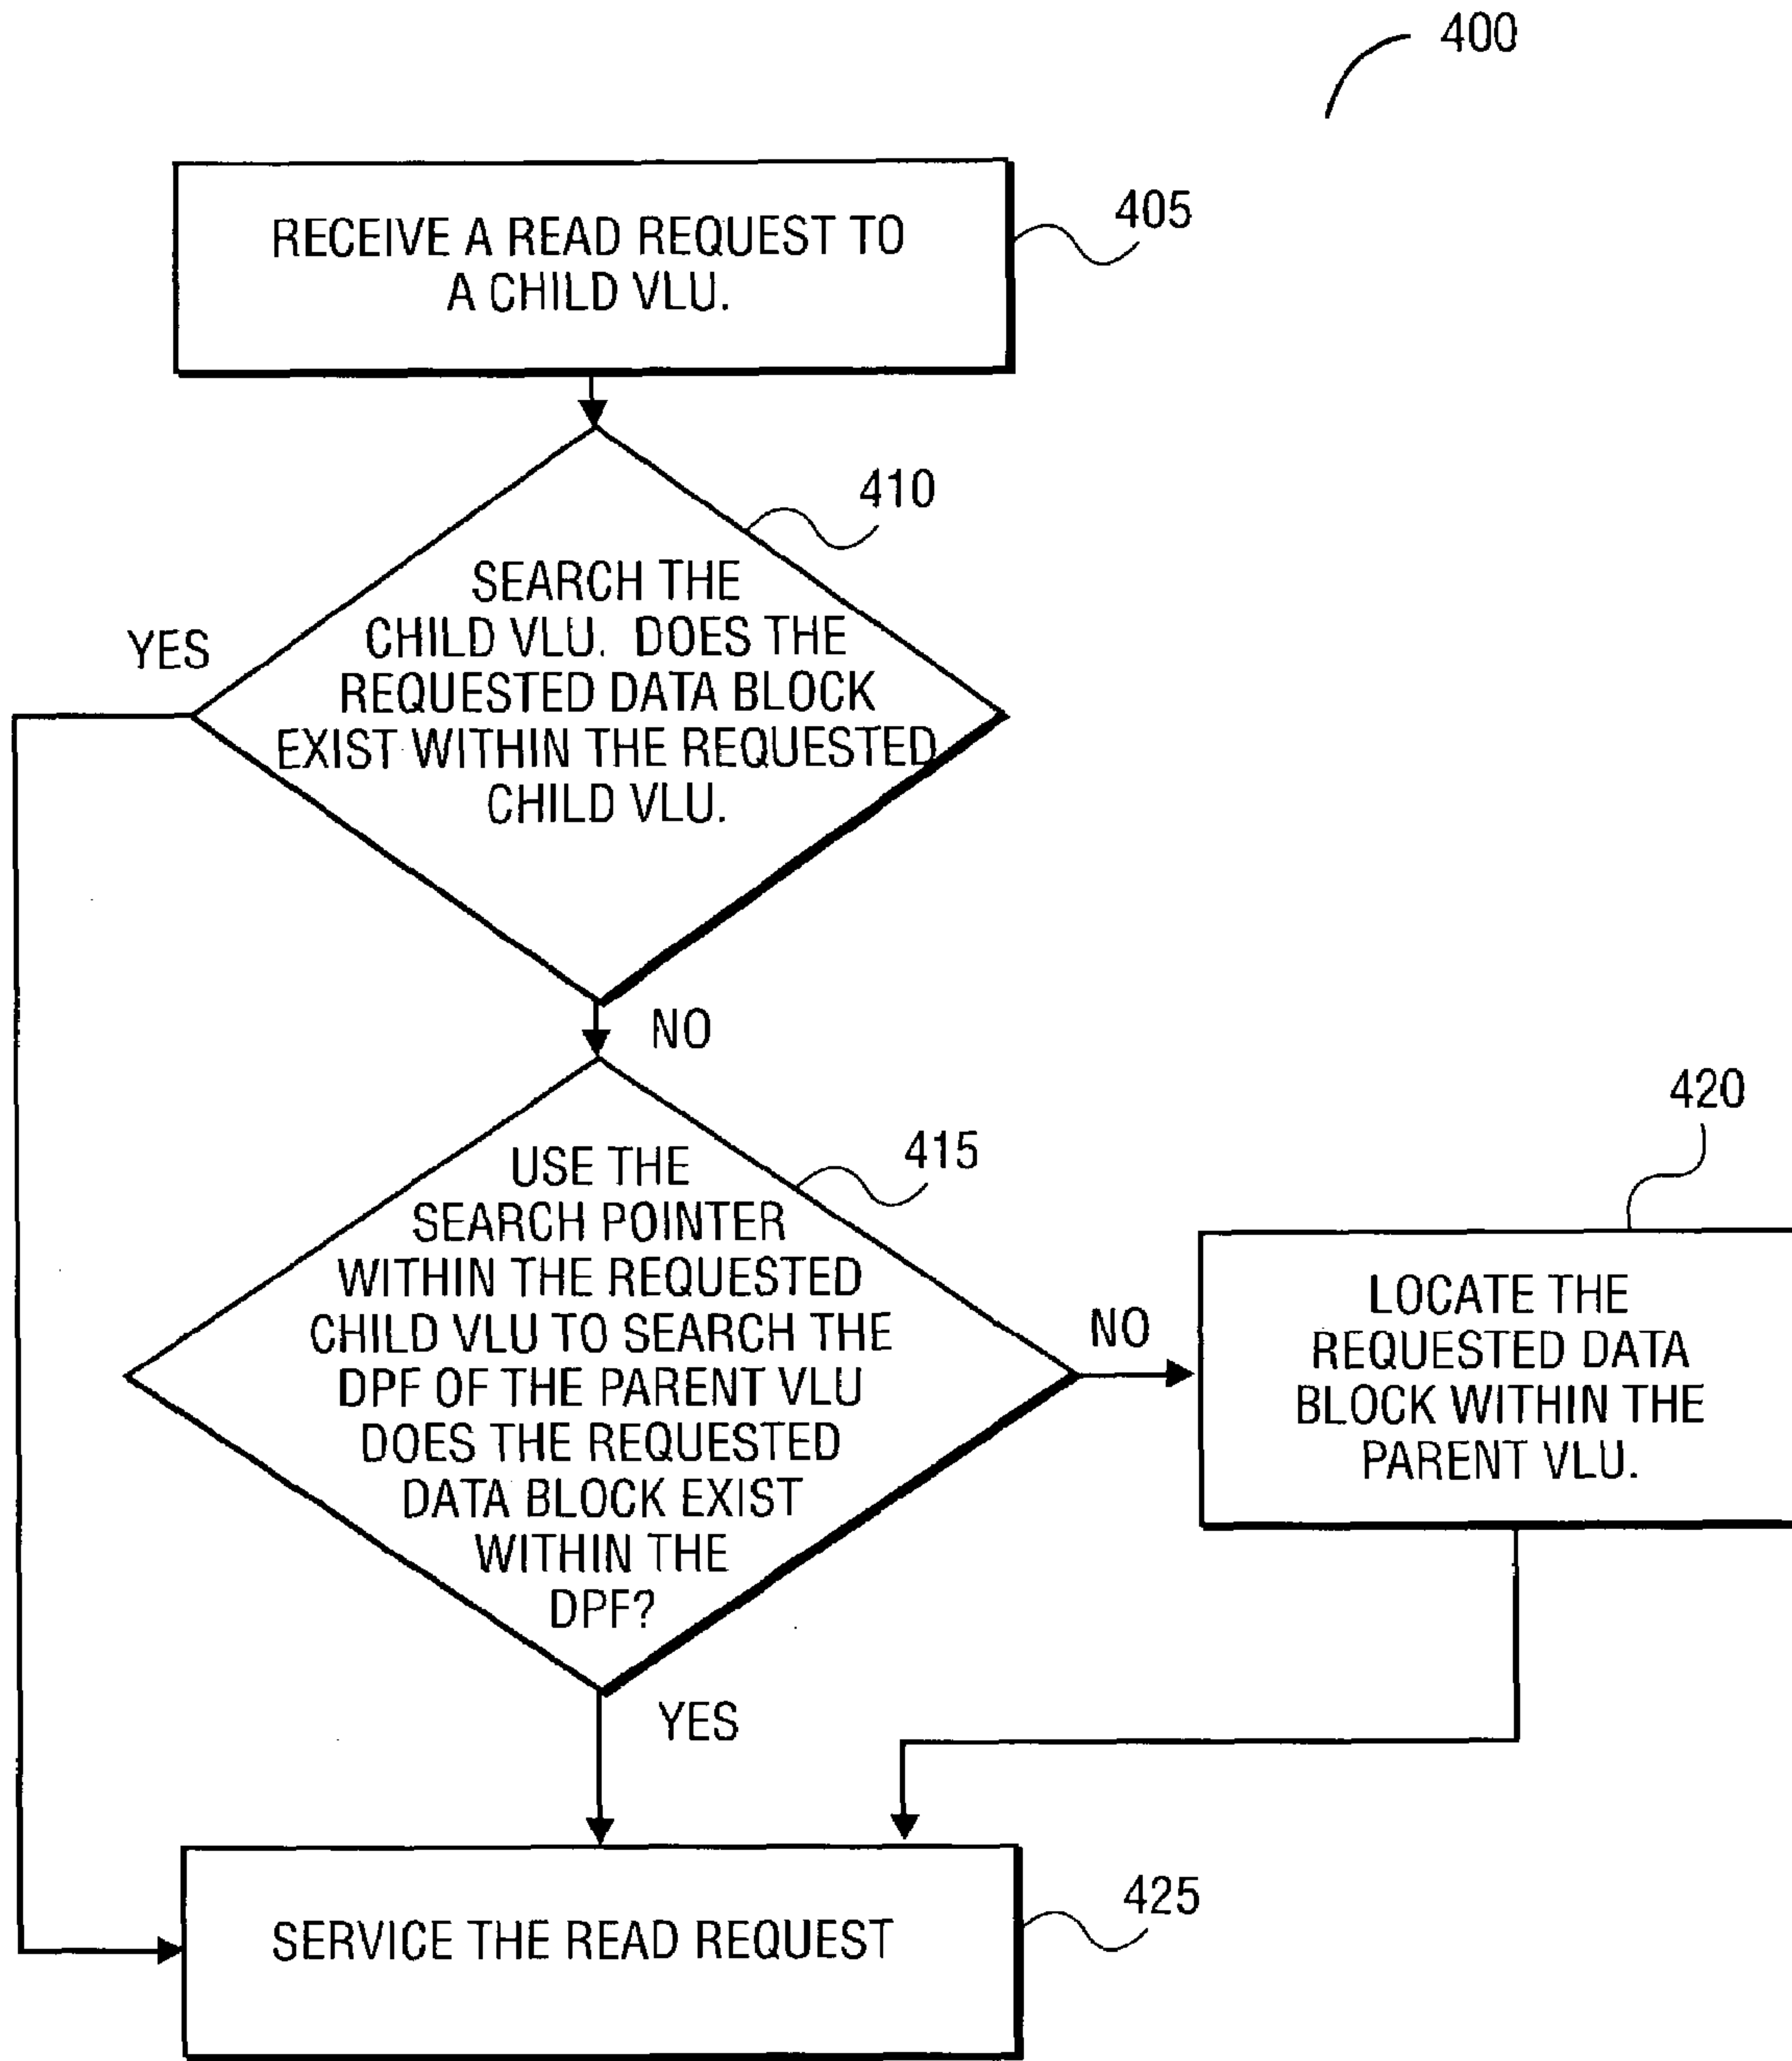 400
RECEIVE A READ REQUEST TO
A CHILD VLU.
405
410
SEARCH THE
CHILD VLU. DOES THE
REQUESTED DATA BLOCK
EXIST WITHIN THE REQUESTED
CHILD VLU.
YES
NO
415
USE THE
SEARCH POINTER
WITHIN THE REQUESTED
CHILD VLU TO SEARCH THE
DPF OF THE PARENT VLU
DOES THE REQUESTED
DATA BLOCK EXIST
WITHIN THE
DPF?
NO
420
LOCATE THE
REQUESTED DATA
BLOCK WITHIN THE
PARENT VLU.
YES
SERVICE THE READ REQUEST
425